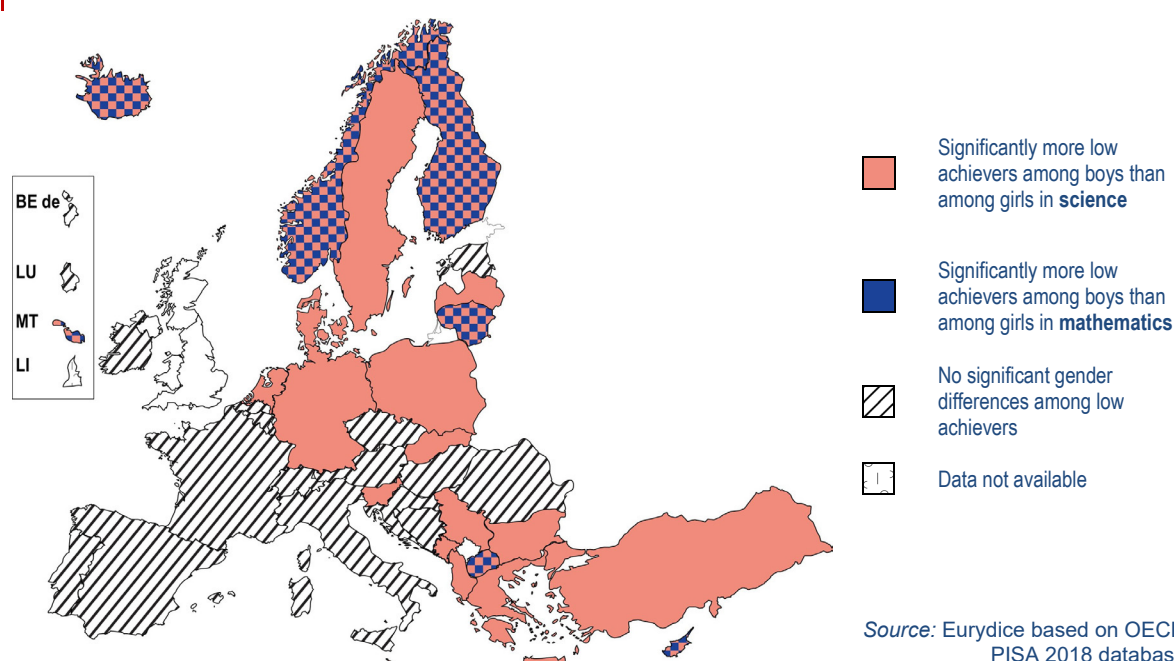 BE de
LU
MT
LI
Significantly more low
achievers among boys than
among girls in science
Significantly more low
achievers among boys than
among girls in mathematics
No significant gender
differences among low
achievers
Data not available
Source: Eurydice based on OECD
PISA 2018 databas